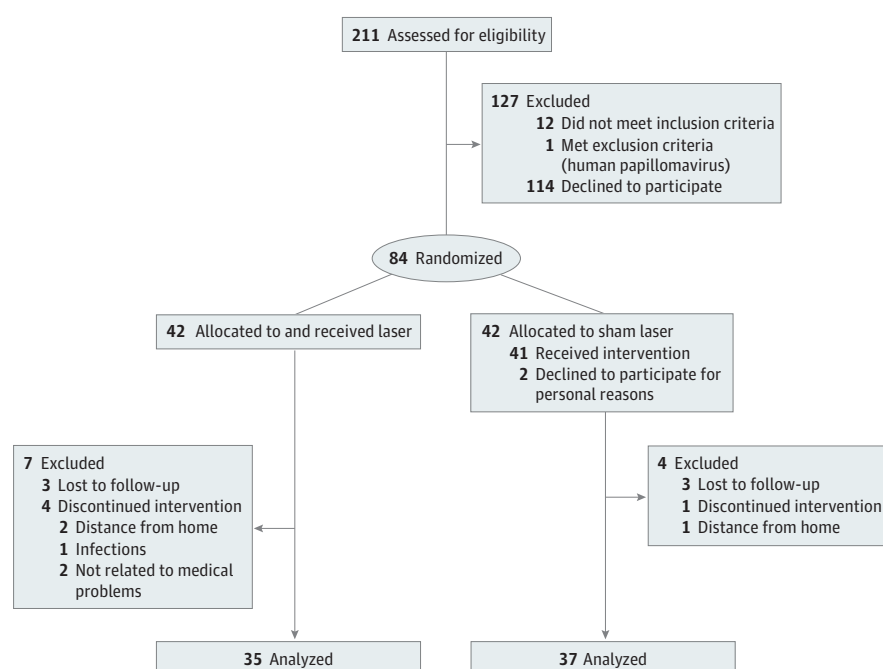 211 Assessed for eligibility
127 Excluded
12 Did not meet inclusion criteria
1 Met exclusion criteria
(human papillomavirus)
114 Declined to participate
84 Randomized
42 Allocated to and received laser
42 Allocated to sham laser
41 Received intervention
2 Declined to participate for
personal reasons
7 Excluded
3 Lost to follow-up
4 Discontinued intervention
2 Distance from home
1 Infections
2 Not related to medical
problems
4 Excluded
3 Lost to follow-up
1 Discontinued intervention
1 Distance from home
35 Analyzed
37 Analyzed